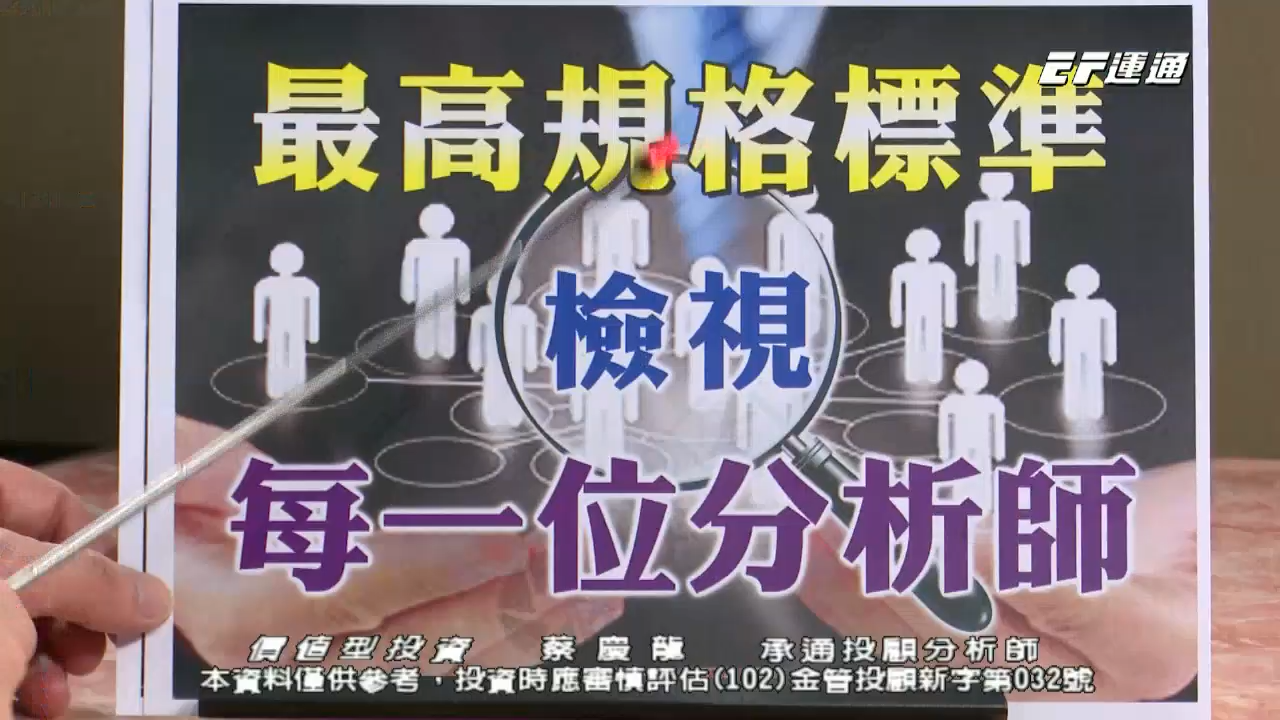 最高規格標準
EF運通
檢視
每一位分析師
價值型投資 蔡慶龍 承通投顧分析師
本資料僅供參考，投資時應審慎評估(102)金管投顧新字第032號